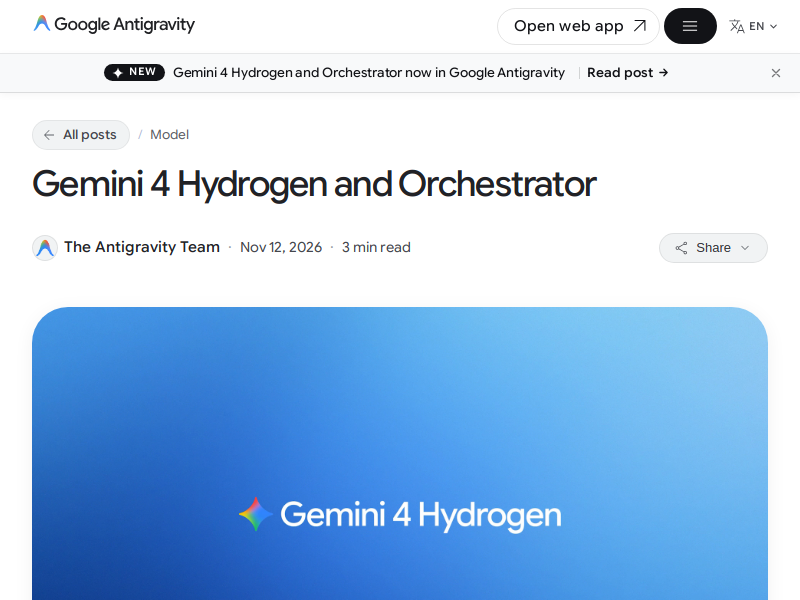 Google Antigravity
Open web app
EN
NEW Gemini 4 Hydrogen and Orchestrator now in Google Antigravity | Read post →
← All posts / Model
Gemini 4 Hydrogen and Orchestrator
The Antigravity Team · Nov 12, 2026 · 3 min read
Share
Gemini 4 Hydrogen